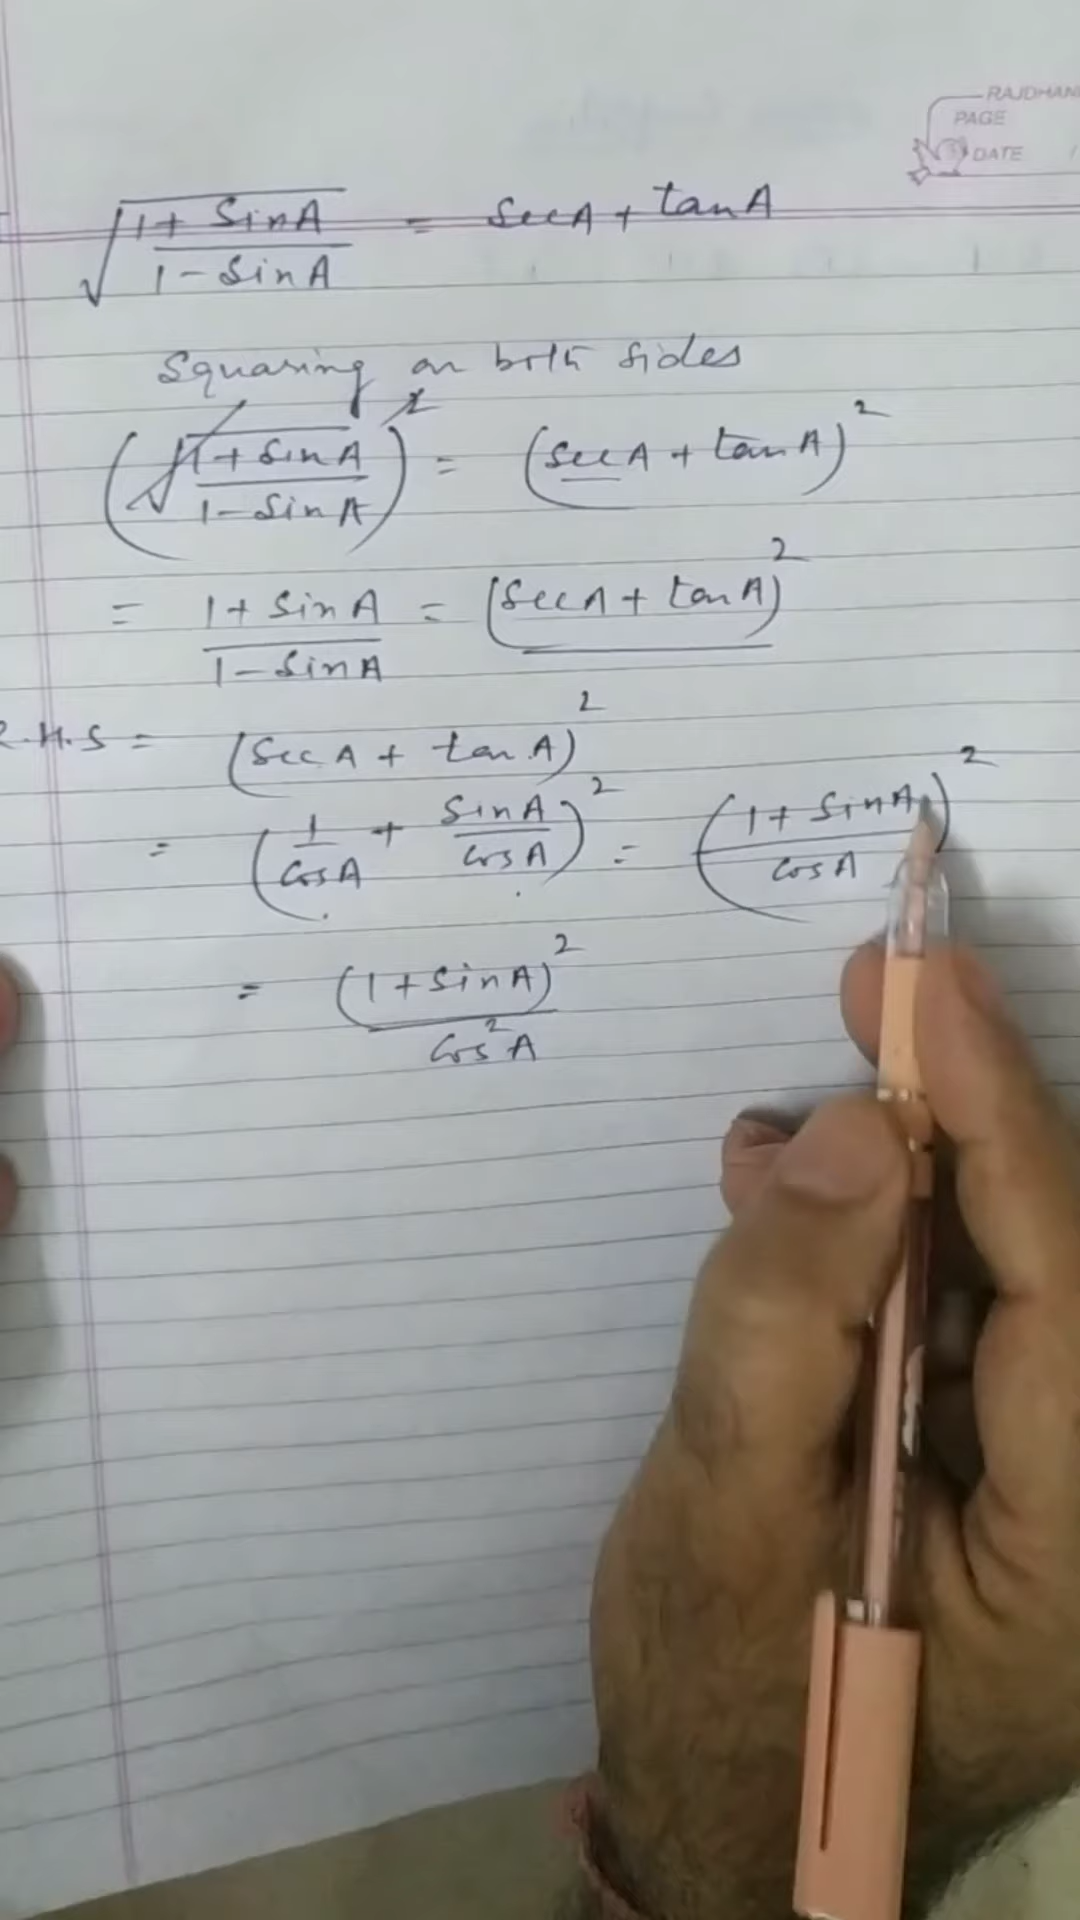 RAJDHAN
PAGE
DATE /
√((1 + SinA)/(1 - SinA)) = SecA + tanA
Squaring on both sides
(√((1 + SinA)/(1 - SinA)))² = (SecA + tanA)²
= (1 + SinA)/(1 - SinA) = (SecA + tanA)²
R.H.S = (SecA + tan.A)²
= (1/CosA + SinA/CosA)² = ((1 + SinA)/CosA)²
= (1 + SinA)²/Cos²A